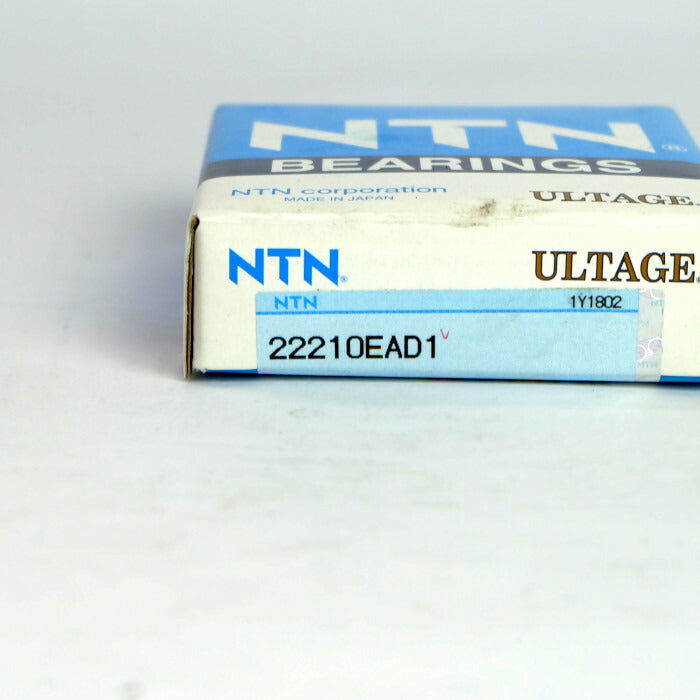 NTN®
BEARINGS
NTN corporation
MADE IN JAPAN
ULTAGE
NTN®
ULTAGE
NTN
1Y1802
22210EAD1